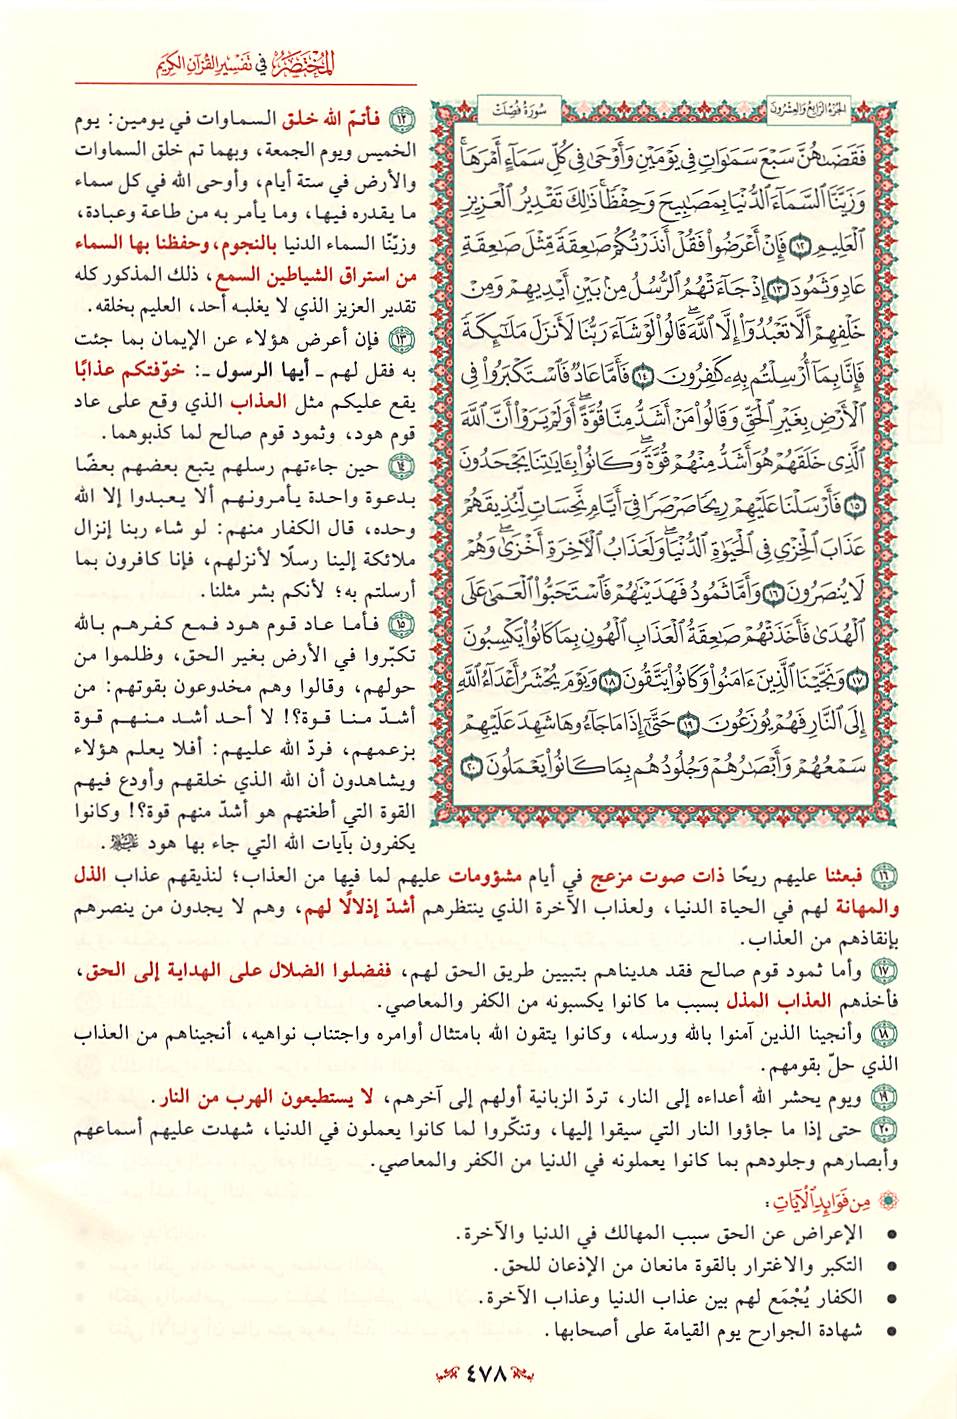 المختصر في تفسير القرآن الكريم
الجزء الرابع والعشرون
سورة فصلت
فَقَضَىٰهُنَّ سَبْعَ سَمَٰوَاتٍ فِي يَوْمَيْنِ وَأَوْحَىٰ فِي كُلِّ سَمَآءٍ أَمْرَهَاۚ
وَزَيَّنَّا ٱلسَّمَآءَ ٱلدُّنْيَا بِمَصَٰبِيحَ وَحِفْظٗاۚ ذَٰلِكَ تَقْدِيرُ ٱلْعَزِيزِ
ٱلْعَلِيمِ ١٢ فَإِنْ أَعْرَضُواْ فَقُلْ أَنذَرْتُكُمْ صَٰعِقَةٗ مِّثْلَ صَٰعِقَةِ
عَادٖ وَثَمُودَ ١٣ إِذْ جَآءَتْهُمُ ٱلرُّسُلُ مِنۢ بَيْنِ أَيْدِيهِمْ وَمِنْ
خَلْفِهِمْ أَلَّا تَعْبُدُوٓاْ إِلَّا ٱللَّهَۖ قَالُواْ لَوْ شَآءَ رَبُّنَا لَأَنزَلَ مَلَٰٓئِكَةٗ
فَإِنَّا بِمَآ أُرْسِلْتُم بِهِۦ كَٰفِرُونَ ١٤ فَأَمَّا عَادٞ فَٱسْتَكْبَرُواْ فِي
ٱلْأَرْضِ بِغَيْرِ ٱلْحَقِّ وَقَالُواْ مَنْ أَشَدُّ مِنَّا قُوَّةًۖ أَوَلَمْ يَرَوْاْ أَنَّ ٱللَّهَ
ٱلَّذِي خَلَقَهُمْ هُوَ أَشَدُّ مِنْهُمْ قُوَّةٗۖ وَكَانُواْ بِـَٔايَٰتِنَا يَجْحَدُونَ
١٥ فَأَرْسَلْنَا عَلَيْهِمْ رِيحٗا صَرْصَرٗا فِيٓ أَيَّامٖ نَّحِسَاتٖ لِّنُذِيقَهُمْ
عَذَابَ ٱلْخِزْيِ فِي ٱلْحَيَوٰةِ ٱلدُّنْيَاۖ وَلَعَذَابُ ٱلْأٓخِرَةِ أَخْزَىٰۖ وَهُمْ
لَا يُنصَرُونَ ١٦ وَأَمَّا ثَمُودُ فَهَدَيْنَٰهُمْ فَٱسْتَحَبُّواْ ٱلْعَمَىٰ عَلَى
ٱلْهُدَىٰ فَأَخَذَتْهُمْ صَٰعِقَةُ ٱلْعَذَابِ ٱلْهُونِ بِمَا كَانُواْ يَكْسِبُونَ
١٧ وَنَجَّيْنَا ٱلَّذِينَ ءَامَنُواْ وَكَانُواْ يَتَّقُونَ ١٨ وَيَوْمَ يُحْشَرُ أَعْدَآءُ ٱللَّهِ
إِلَى ٱلنَّارِ فَهُمْ يُوزَعُونَ ١٩ حَتَّىٰٓ إِذَا مَا جَآءُوهَا شَهِدَ عَلَيْهِمْ
سَمْعُهُمْ وَأَبْصَٰرُهُمْ وَجُلُودُهُم بِمَا كَانُواْ يَعْمَلُونَ ٢٠
١٢ فأتمّ الله خلق السماوات في يومين: يوم
الخميس ويوم الجمعة، وبهما تم خلق السماوات
والأرض في ستة أيام، وأوحى الله في كل سماء
ما يقدره فيها، وما يأمر به من طاعة وعبادة،
وزيّنّا السماء الدنيا بالنجوم، وحفظنا بها السماء
من استراق الشياطين السمع، ذلك المذكور كله
تقدير العزيز الذي لا يغلبه أحد، العليم بخلقه.
١٣ فإن أعرض هؤلاء عن الإيمان بما جئت
به فقل لهم ـ أيها الرسول ـ: خوّفتكم عذابًا
يقع عليكم مثل العذاب الذي وقع على عاد
قوم هود، وثمود قوم صالح لما كذبوهما.
١٤ حين جاءتهم رسلهم يتبع بعضهم بعضًا
بدعوة واحدة يأمرونهم ألا يعبدوا إلا الله
وحده، قال الكفار منهم: لو شاء ربنا إنزال
ملائكة إلينا رسلًا لأنزلهم، فإنا كافرون بما
أرسلتم به؛ لأنكم بشر مثلنا.
١٥ فأما عاد قوم هود فمع كفرهم بالله
تكبّروا في الأرض بغير الحق، وظلموا من
حولهم، وقالوا وهم مخدوعون بقوتهم: من
أشدّ منا قوة؟! لا أحد أشد منهم قوة
بزعمهم، فردّ الله عليهم: أفلا يعلم هؤلاء
ويشاهدون أن الله الذي خلقهم وأودع فيهم
القوة التي أطغتهم هو أشدّ منهم قوة؟! وكانوا
يكفرون بآيات الله التي جاء بها هود ﵇.
١٦ فبعثنا عليهم ريحًا ذات صوت مزعج في أيام مشؤومات عليهم لما فيها من العذاب؛ لنذيقهم عذاب الذل
والمهانة لهم في الحياة الدنيا، ولعذاب الآخرة الذي ينتظرهم أشدّ إذلالًا لهم، وهم لا يجدون من ينصرهم
بإنقاذهم من العذاب.
١٧ وأما ثمود قوم صالح فقد هديناهم بتبيين طريق الحق لهم، ففضلوا الضلال على الهداية إلى الحق،
فأخذهم العذاب المذل بسبب ما كانوا يكسبونه من الكفر والمعاصي.
١٨ وأنجينا الذين آمنوا بالله ورسله، وكانوا يتقون الله بامتثال أوامره واجتناب نواهيه، أنجيناهم من العذاب
الذي حلّ بقومهم.
١٩ ويوم يحشر الله أعداءه إلى النار، تردّ الزبانية أولهم إلى آخرهم، لا يستطيعون الهرب من النار.
٢٠ حتى إذا ما جاؤوا النار التي سيقوا إليها، وتنكّروا لما كانوا يعملون في الدنيا، شهدت عليهم أسماعهم
وأبصارهم وجلودهم بما كانوا يعملونه في الدنيا من الكفر والمعاصي.
من فوائد الآيات:
• الإعراض عن الحق سبب المهالك في الدنيا والآخرة.
• التكبر والاغترار بالقوة مانعان من الإذعان للحق.
• الكفار يُجْمَع لهم بين عذاب الدنيا وعذاب الآخرة.
• شهادة الجوارح يوم القيامة على أصحابها.
٤٧٨